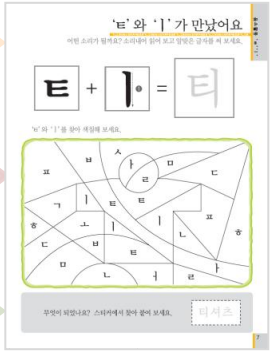 'ㅌ'와 'ㅣ'가 만났어요
어떤 소리가 될까요? 소리내어 읽어 보고 알맞은 글자를 써 보세요.
ㅌ + ㅣ = 티
'ㅌ'와 'ㅣ'를 찾아 색칠해 보세요.
ㅅ
ㅂ ㅏ ㅁ
ㅍ ㄹ ㄷ
ㅣ ㅌ ㅌ
ㄱ ㅍ
ㅎ ㅗ ㅣ ㅣ ㅎ
ㄷ ㅂ ㅌ ㄴ
ㅁ ㄴ ㅕ ㄹ
무엇이 되었나요? 스티커에서 찾아 붙여 보세요.
티셔츠
7